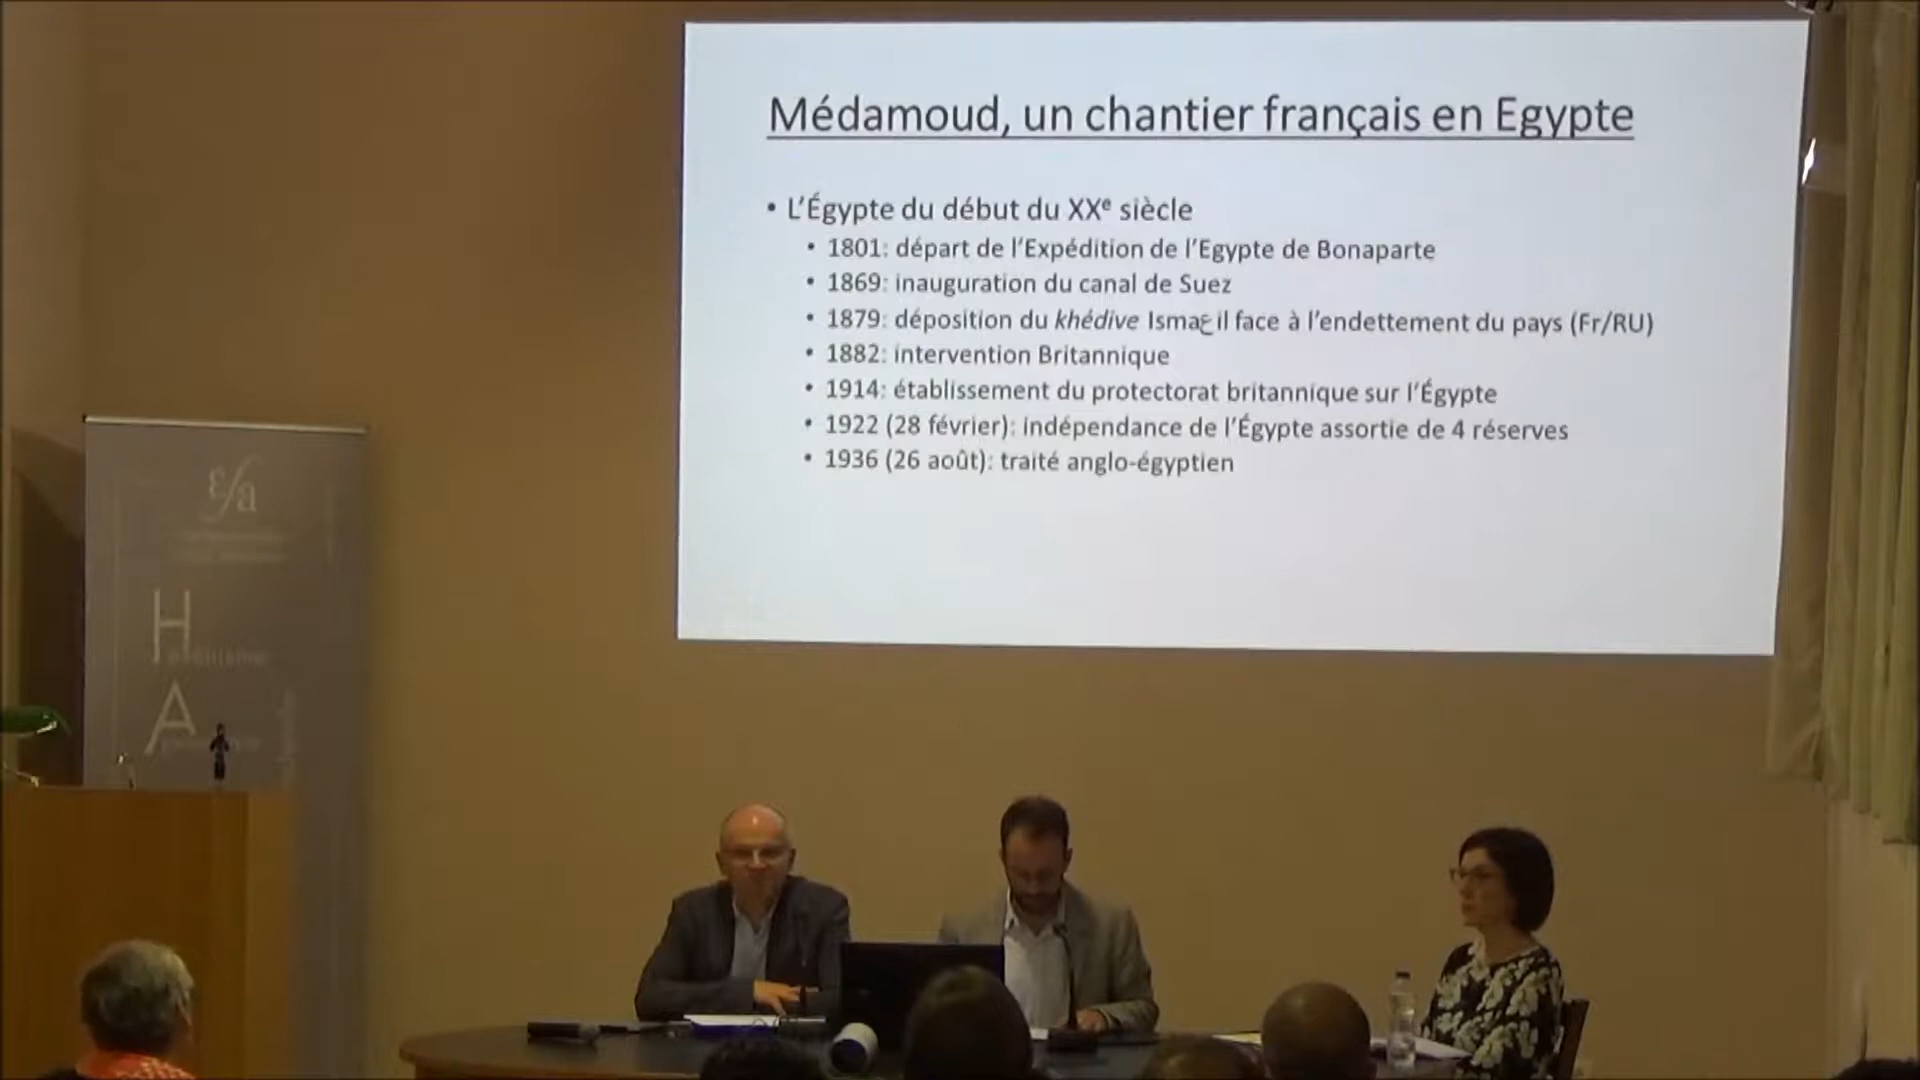 Médamoud, un chantier français en Egypte
• L'Égypte du début du XXᵉ siècle
• 1801: départ de l'Expédition de l'Egypte de Bonaparte
• 1869: inauguration du canal de Suez
• 1879: déposition du khédive Ismaع il face à l'endettement du pays (Fr/RU)
• 1882: intervention Britannique
• 1914: établissement du protectorat britannique sur l'Égypte
• 1922 (28 février): indépendance de l'Égypte assortie de 4 réserves
• 1936 (26 août): traité anglo-égyptien
εfa
H
A